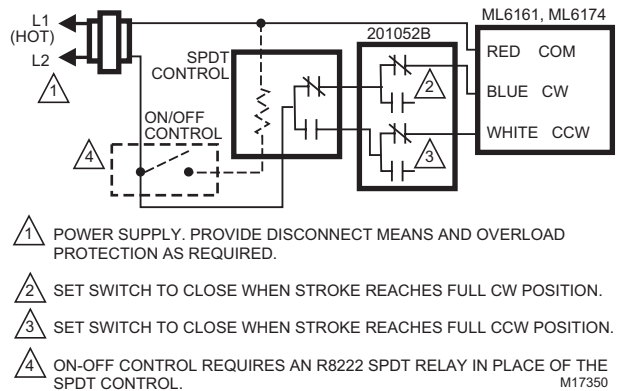 L1
(HOT)
L2
1
ML6161, ML6174
201052B
SPDT
CONTROL
RED COM
BLUE CW
WHITE CCW
2
3
ON/OFF
CONTROL
4
1 POWER SUPPLY. PROVIDE DISCONNECT MEANS AND OVERLOAD
PROTECTION AS REQUIRED.
2 SET SWITCH TO CLOSE WHEN STROKE REACHES FULL CW POSITION.
3 SET SWITCH TO CLOSE WHEN STROKE REACHES FULL CCW POSITION.
4 ON-OFF CONTROL REQUIRES AN R8222 SPDT RELAY IN PLACE OF THE
SPDT CONTROL.
M17350